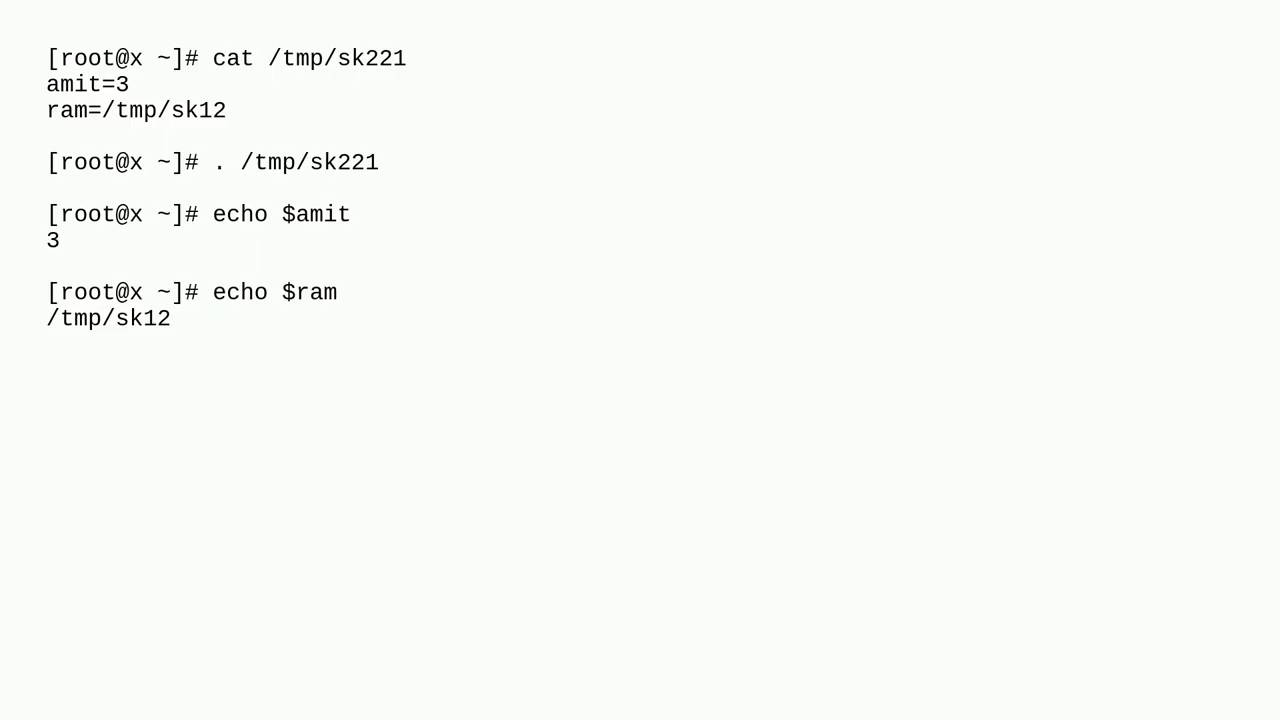 [root@x ~]# cat /tmp/sk221
amit=3
ram=/tmp/sk12
[root@x ~]# . /tmp/sk221
[root@x ~]# echo $amit
3
[root@x ~]# echo $ram
/tmp/sk12